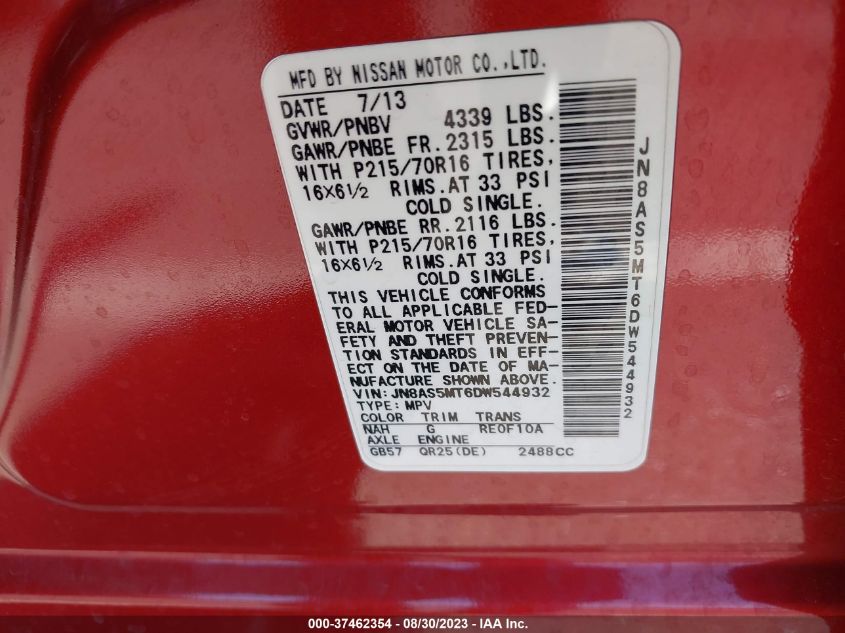 MFD BY NISSAN MOTOR CO.,LTD.
DATE 7/13
GVWR/PNBV 4339 LBS.
GAWR/PNBE FR. 2315 LBS.
WITH P215/70R16 TIRES,
16X6½ RIMS. AT 33 PSI
COLD SINGLE.
GAWR/PNBE RR. 2116 LBS.
WITH P215/70R16 TIRES,
16X6½ RIMS. AT 33 PSI
COLD SINGLE.
THIS VEHICLE CONFORMS
TO ALL APPLICABLE FED-
ERAL MOTOR VEHICLE SA-
FETY AND THEFT PREVEN-
TION STANDARDS IN EFF-
ECT ON THE DATE OF MA-
NUFACTURE SHOWN ABOVE.
VIN: JN8AS5MT6DW544932
TYPE: MPV
COLOR TRIM TRANS
NAH G RE0F10A
AXLE ENGINE
GB57 QR25(DE) 2488CC
JN8AS5MT6DW544932
000-37462354 - 08/30/2023 - IAA Inc.